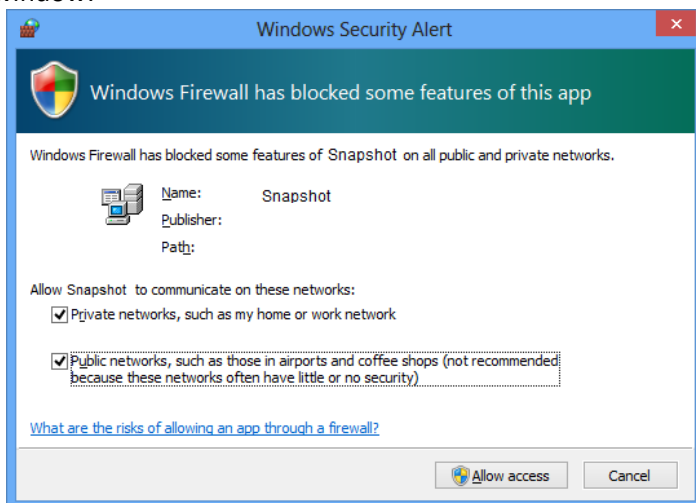 Windows Security Alert
Windows Firewall has blocked some features of this app
Windows Firewall has blocked some features of Snapshot on all public and private networks.
Name: Snapshot
Publisher:
Path:
Allow Snapshot to communicate on these networks:
Private networks, such as my home or work network
Public networks, such as those in airports and coffee shops (not recommended
because these networks often have little or no security)
What are the risks of allowing an app through a firewall?
Allow access Cancel